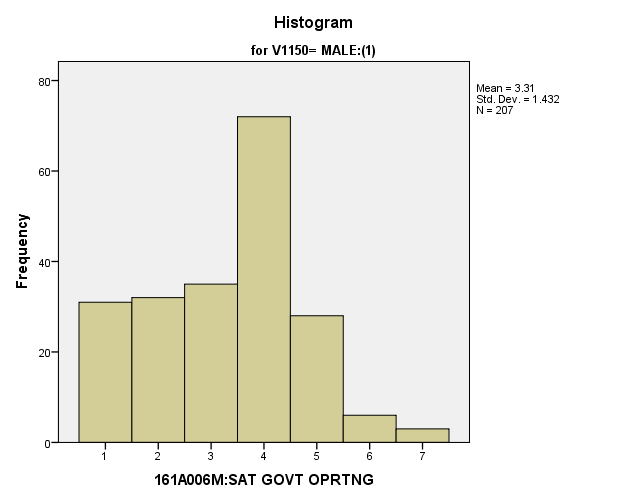 Histogram
for V1150= MALE:(1)
Mean = 3.31
Std. Dev. = 1.432
N = 207
Frequency
80
60
40
20
0
1 2 3 4 5 6 7
161A006M:SAT GOVT OPRTNG